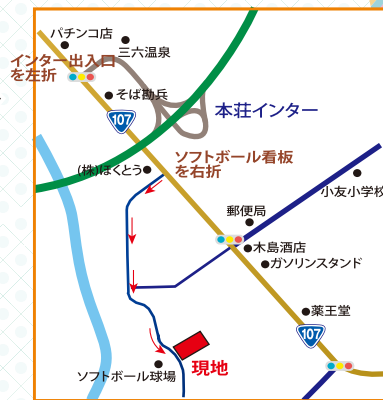 パチンコ店
三六温泉
インター出入口
を左折
そば勘兵
107
本荘インター
ソフトボール看板
を右折
(株)ほくとう
小友小学校
郵便局
木島酒店
ガソリンスタンド
薬王堂
107
現地
ソフトボール球場